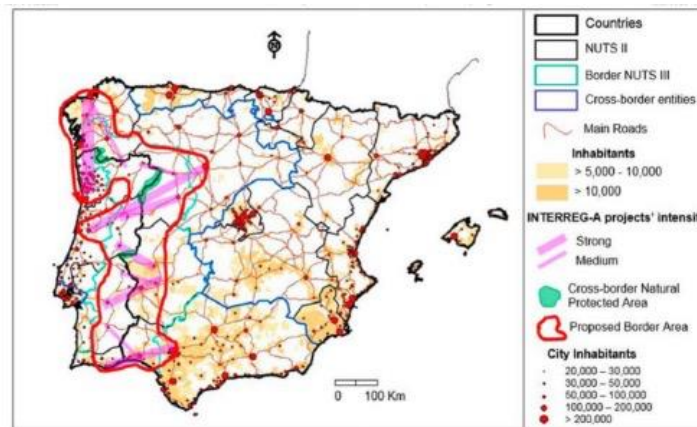 Countries
NUTS II
Border NUTS III
Cross-border entities
Main Roads
Inhabitants
> 5,000 - 10,000
> 10,000
INTERREG-A projects' intensit
Strong
Medium
Cross-border Natural
Protected Area
Proposed Border Area
City Inhabitants
20,000 – 30,000
30,000 – 50,000
50,000 – 100,000
100,000 – 200,000
> 200,000
0 100 Km